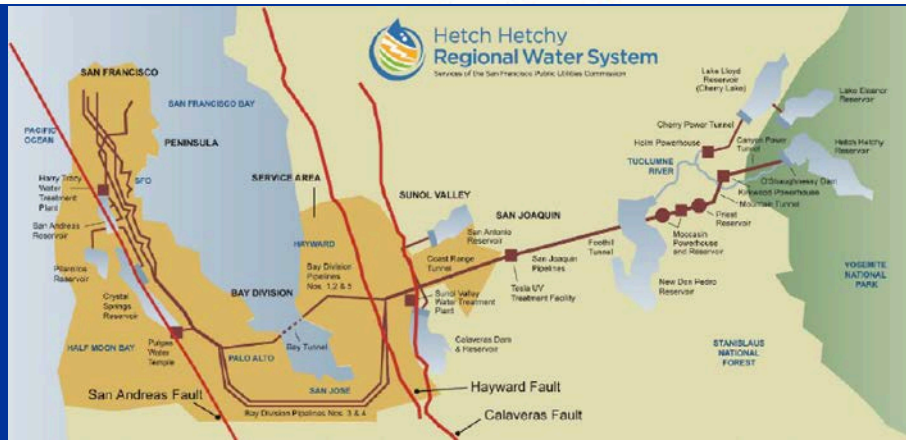 Hetch Hetchy
Regional Water System
Services of the San Francisco Public Utilities Commission
SAN FRANCISCO
SAN FRANCISCO BAY
PACIFIC
OCEAN
PENINSULA
SFO
Harry Tracy
Water
Treatment
Plant
San Andreas
Reservoir
Pilarcitos
Reservoir
Crystal
Springs
Reservoir
HALF MOON BAY
Pulgas
Water
Temple
San Andreas Fault
SERVICE AREA
HAYWARD
Bay Division
Pipelines
Nos. 1,2 & 5
BAY DIVISION
PALO ALTO
Bay Tunnel
SAN JOSE
Bay Division Pipelines Nos. 3 & 4
SUNOL VALLEY
San Antonio
Reservoir
Coast Range
Tunnel
Sunol Valley
Water Treatment
Plant
Calaveras Dam
& Reservoir
Hayward Fault
Calaveras Fault
SAN JOAQUIN
San Joaquin
Pipelines
Tesla UV
Treatment Facility
Foothill
Tunnel
New Don Pedro
Reservoir
Moccasin
Powerhouse
and Reservoir
Priest
Reservoir
Mountain Tunnel
Kirkwood Powerhouse
O'Shaughnessy Dam
Hetch Hetchy
Reservoir
Canyon Power
Tunnel
TUOLUMNE
RIVER
Holm Powerhouse
Cherry Power Tunnel
Lake Lloyd
Reservoir
(Cherry Lake)
Lake Eleanor
Reservoir
YOSEMITE
NATIONAL
PARK
STANISLAUS
NATIONAL
FOREST